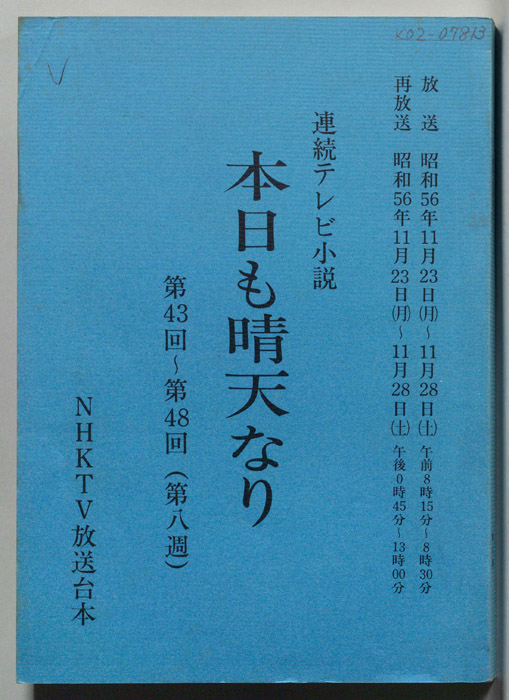 K02-07813
放送 昭和56年11月23日(月)~11月28日(土) 午前8時15分~8時30分
再放送 昭和56年11月23日(月)~11月28日(土) 午後0時45分~13時00分
連続テレビ小説
本日も晴天なり
第43回~第48回(第八週)
NHKTV放送台本